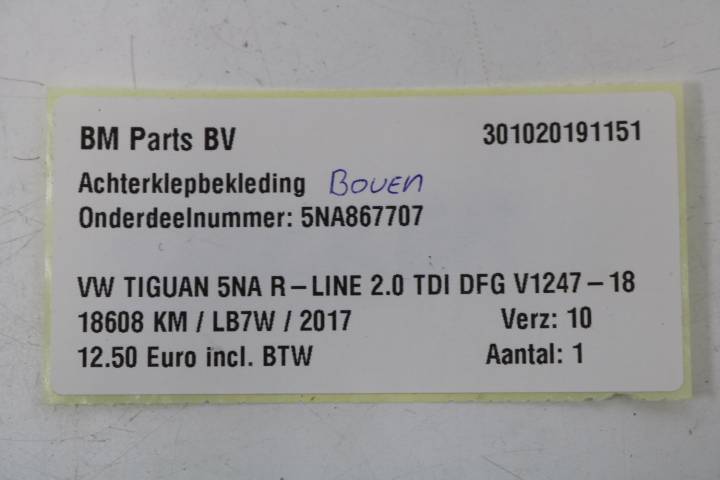 BM Parts BV 301020191151
Achterklepbekleding Boven
Onderdeelnummer: 5NA867707
VW TIGUAN 5NA R-LINE 2.0 TDI DFG V1247-18
18608 KM / LB7W / 2017 Verz: 10
12.50 Euro incl. BTW Aantal: 1